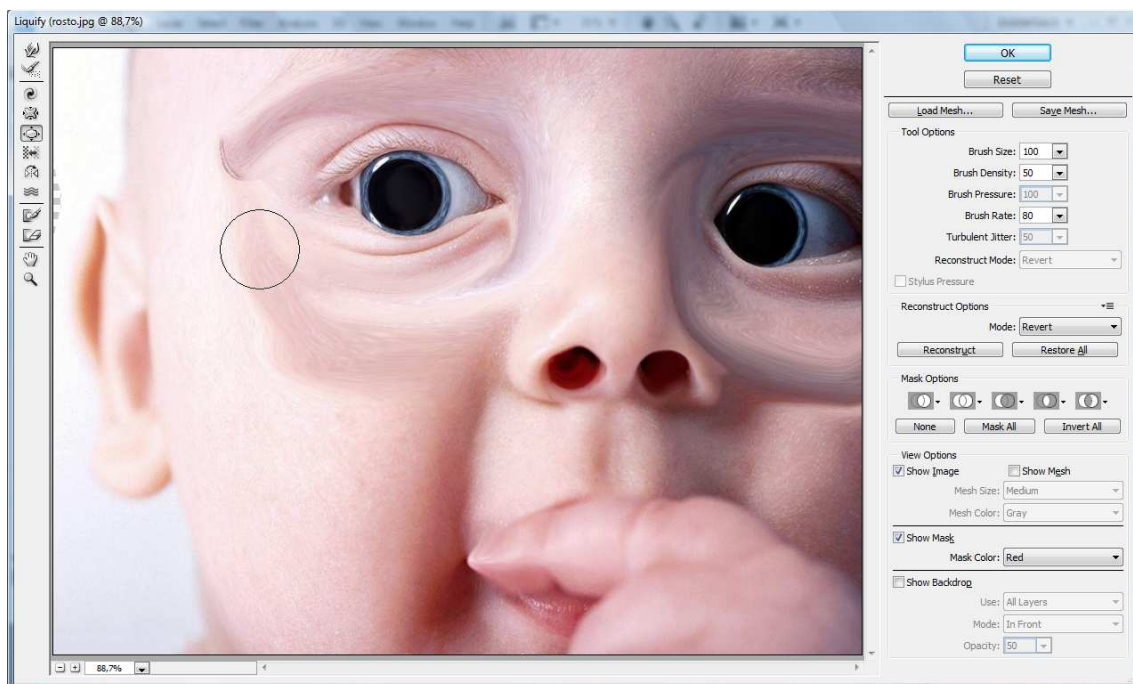 Liquify (rosto.jpg @ 88,7%)
OK
Reset
Load Mesh...
Save Mesh...
Tool Options
Brush Size: 100
Brush Density: 50
Brush Pressure: 100
Brush Rate: 80
Turbulent Jitter: 50
Reconstruct Mode: Revert
Stylus Pressure
Reconstruct Options
Mode: Revert
Reconstruct
Restore All
Mask Options
None
Mask All
Invert All
View Options
Show Image
Show Mesh
Mesh Size: Medium
Mesh Color: Gray
Show Mask
Mask Color: Red
Show Backdrop
Use: All Layers
Mode: In Front
Opacity: 50
88,7%